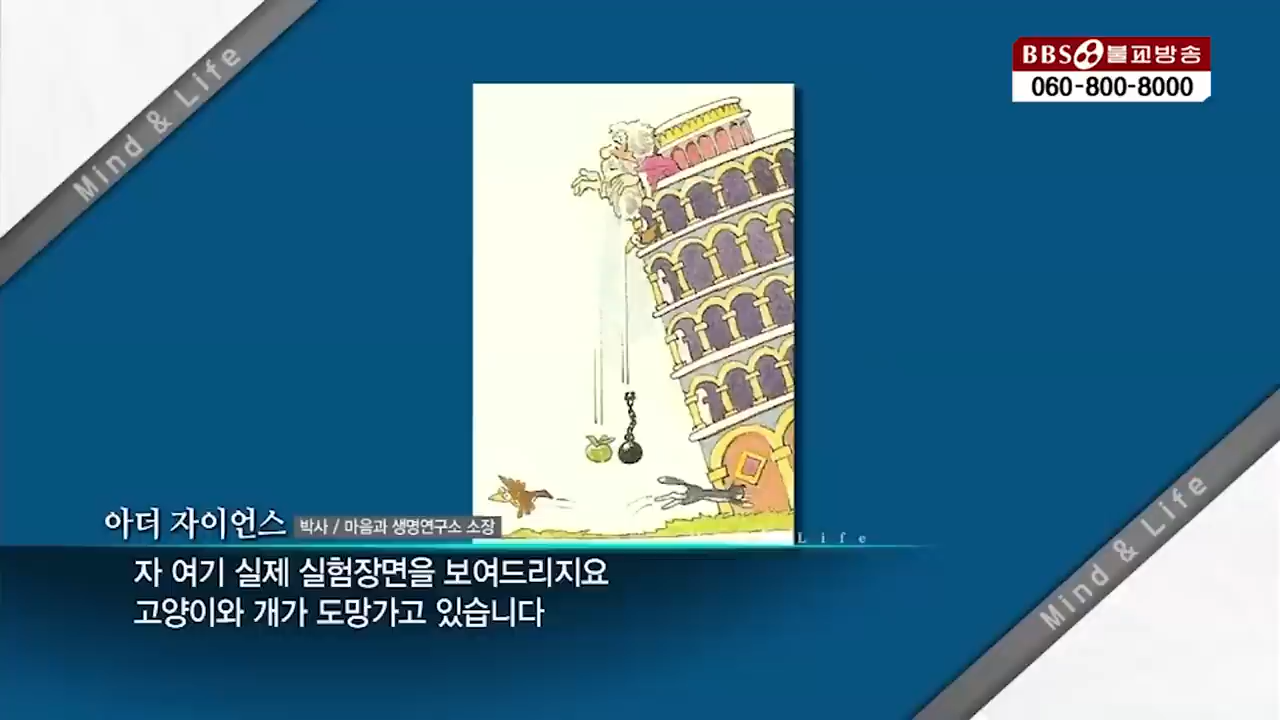 Mind & Life
BBS 불교방송
060-800-8000
Life
아더 자이언스 박사 / 마음과 생명연구소 소장
자 여기 실제 실험장면을 보여드리지요
고양이와 개가 도망가고 있습니다
Mind & Life